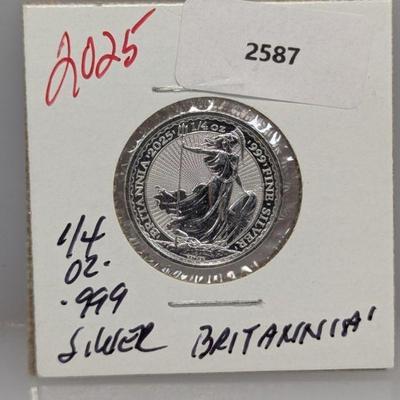 2025
2587
BRITANNIA · 2025 · 1/4 oz · 999 · FINE · SILVER
1/4
OZ.
.999
SILVER BRITANNIA'